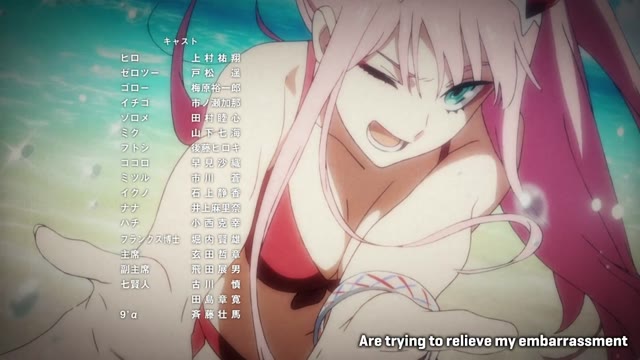 キャスト
ヒロ 上村祐翔
ゼロツー 戸松 遥
ゴロー 梅原裕一郎
イチゴ 市ノ瀬加那
ゾロメ 田村睦心
ミク 山下七海
フトシ 後藤ヒロキ
ココロ 早見沙織
ミツル 市川 蒼
イクノ 石上静香
ナナ 井上麻里奈
ハチ 小西克幸
フランクス博士 堀内賢雄
主席 玄田哲章
副主席 飛田展男
七賢人 古川 慎
田島章寛
9'α 斉藤壮馬
Are trying to relieve my embarrassment